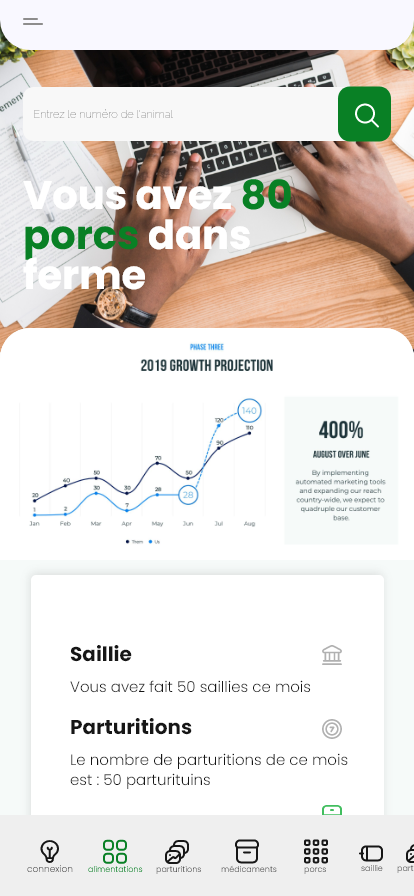 Entrez le numéro de l'animal
Vous avez 80
porcs dans
ferme
PHASE THREE
2019 GROWTH PROJECTION
140
120
110
90
70
50
50
50
40
30
30
28
28
20
7
2
1
Jan Feb Mar Apr May Jun Jul Aug
Them Us
400%
AUGUST OVER JUNE
By implementing
automated marketing tools
and expanding our reach
country-wide, we expect to
quadruple our customer
base.
Saillie
Vous avez fait 50 saillies ce mois
Parturitions
Le nombre de parturitions de ce mois
est : 50 parturituins
connexion alimentations parturitions médicaments porcs saillie part